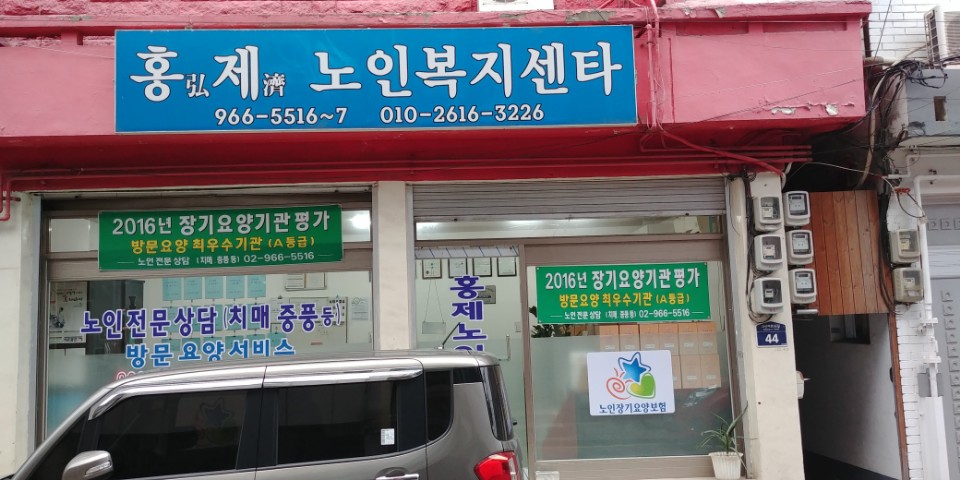 홍弘제濟 노인복지센타
966-5516~7 010-2616-3226
2016년 장기요양기관평가
방문요양 최우수기관 (A등급)
노인 전문 상담 (치매 중풍 등) 02-966-5516
노인전문상담(치매 중풍등)
방문요양서비스
홍제노인
2016년 장기요양기관평가
방문요양 최우수기관 (A등급)
노인 전문 상담 (치매 중풍 등) 02-966-5516
노인장기요양보험
44